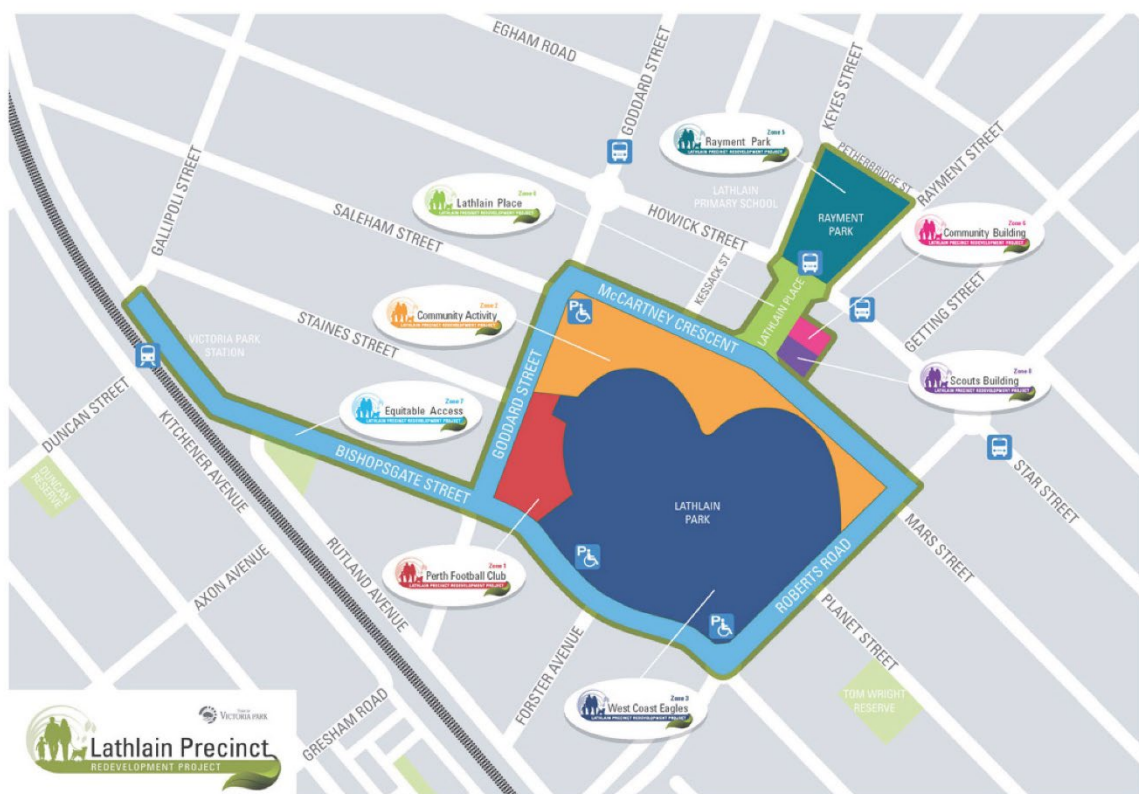 EGHAM ROAD
GODDARD STREET
KEYES STREET
Zone 5
Rayment Park
LATHLAIN PRECINCT REDEVELOPMENT PROJECT
PETHERBRIDGE ST
RAYMENT STREET
GALLIPOLI STREET
LATHLAIN
PRIMARY SCHOOL
Lathlain Place
LATHLAIN PRECINCT REDEVELOPMENT PROJECT
SALEHAM STREET
HOWICK STREET
RAYMENT
PARK
Zone 6
Community Building
LATHLAIN PRECINCT REDEVELOPMENT PROJECT
KESSACK ST
McCARTNEY CRESCENT
LATHLAIN PLACE
GETTING STREET
Zone 2
Community Activity
LATHLAIN PRECINCT REDEVELOPMENT PROJECT
P
STAINES STREET
VICTORIA PARK
STATION
Zone 8
Scouts Building
LATHLAIN PRECINCT REDEVELOPMENT PROJECT
Zone 7
Equitable Access
LATHLAIN PRECINCT REDEVELOPMENT PROJECT
GODDARD STREET
DUNCAN STREET
KITCHENER AVENUE
BISHOPSGATE STREET
STAR STREET
DUNCAN
RESERVE
LATHLAIN
PARK
MARS STREET
Zone 1
Perth Football Club
LATHLAIN PRECINCT REDEVELOPMENT PROJECT
P
RUTLAND AVENUE
AXON AVENUE
ROBERTS ROAD
PLANET STREET
P
FORSTER AVENUE
Zone 3
West Coast Eagles
LATHLAIN PRECINCT REDEVELOPMENT PROJECT
TOM WRIGHT
RESERVE
GRESHAM ROAD
VICTORIA PARK
Lathlain Precinct
REDEVELOPMENT PROJECT